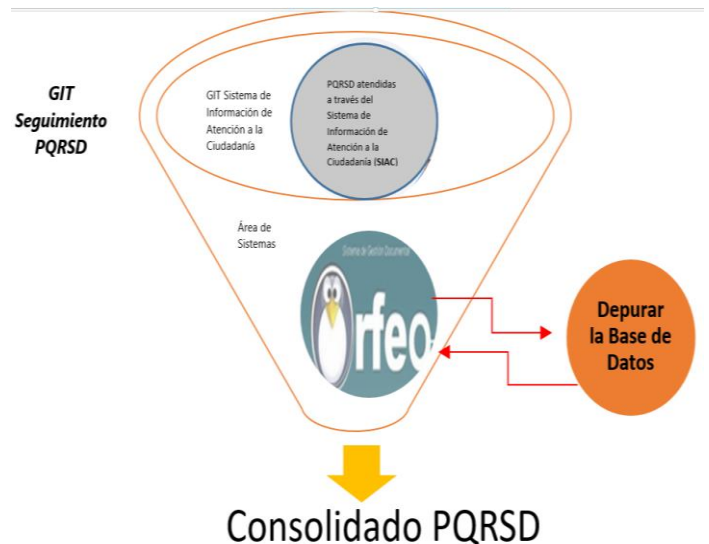 GIT
Seguimiento
PQRSD
GIT Sistema de
Información de
Atención a la
Ciudadanía
PQRSD atendidas
a través del
Sistema de
Información de
Atención a la
Ciudadanía (SIAC)
Área de
Sistemas
Sistema de Gestión Documental
Orfeo
Depurar
la Base de
Datos
Consolidado PQRSD